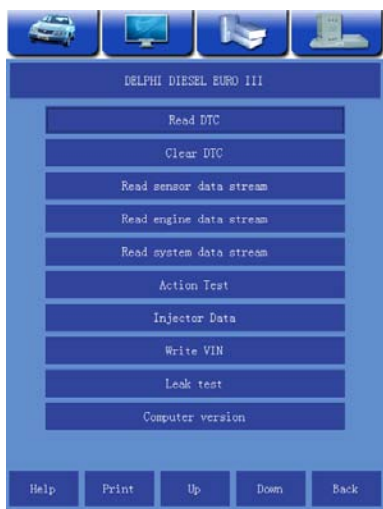 DELPHI DIESEL EURO III
Read DTC
Clear DTC
Read sensor data stream
Read engine data stream
Read system data stream
Action Test
Injector Data
Write VIN
Leak test
Computer version
Help Print Up Down Back